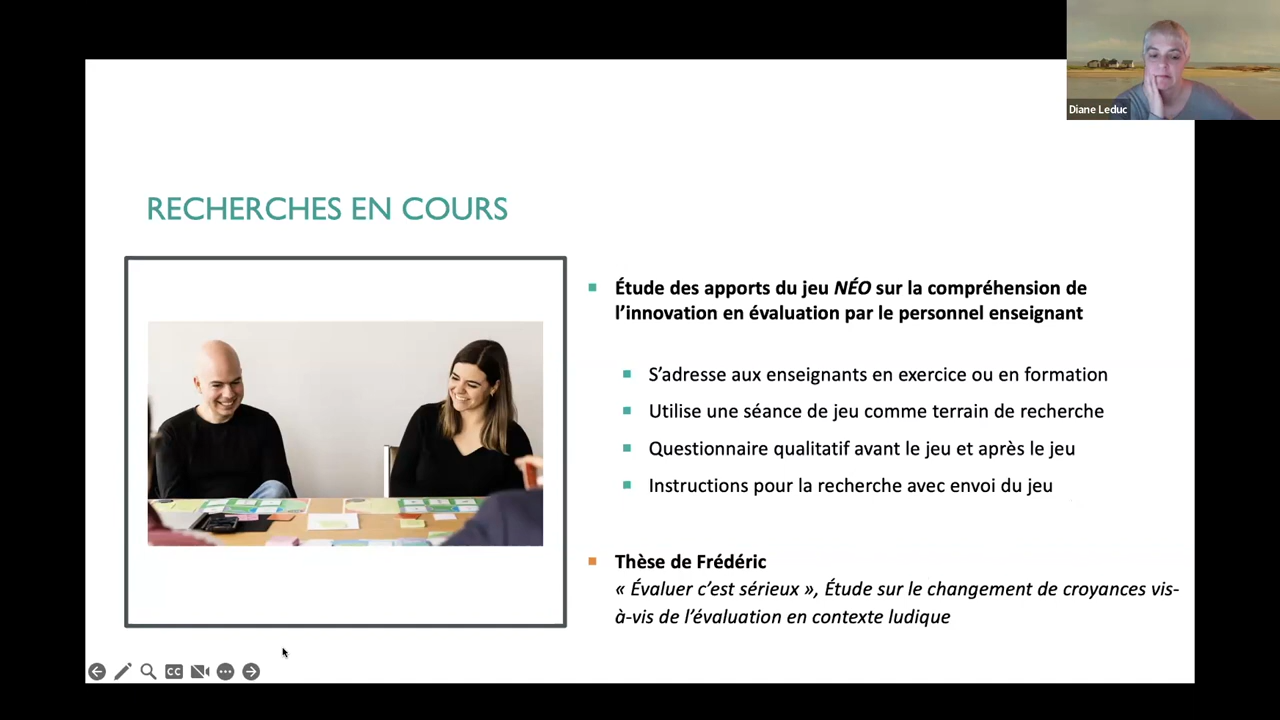 Diane Leduc
RECHERCHES EN COURS
Étude des apports du jeu NÉO sur la compréhension de
l’innovation en évaluation par le personnel enseignant
S’adresse aux enseignants en exercice ou en formation
Utilise une séance de jeu comme terrain de recherche
Questionnaire qualitatif avant le jeu et après le jeu
Instructions pour la recherche avec envoi du jeu
Thèse de Frédéric
« Évaluer c’est sérieux », Étude sur le changement de croyances vis-
à-vis de l’évaluation en contexte ludique
CC